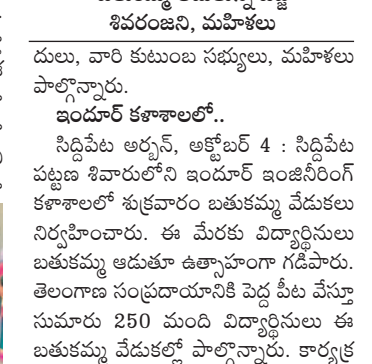 శివరంజని, మహిళలు
దులు, వారి కుటుంబ సభ్యులు, మహిళలు
పాల్గొన్నారు.
ఇందూర్ కళాశాలలో..
సిద్దిపేట అర్బన్, అక్టోబర్ 4 : సిద్దిపేట
పట్టణ శివారులోని ఇందూర్ ఇంజినీరింగ్
కళాశాలలో శుక్రవారం బతుకమ్మ వేడుకలు
నిర్వహించారు. ఈ మేరకు విద్యార్థినులు
బతుకమ్మ ఆడుతూ ఉత్సాహంగా గడిపారు.
తెలంగాణ సంప్రదాయానికి పెద్ద పీట వేస్తూ
సుమారు 250 మంది విద్యార్థినులు ఈ
బతుకమ్మ వేడుకల్లో పాల్గొన్నారు. కార్యక్ర